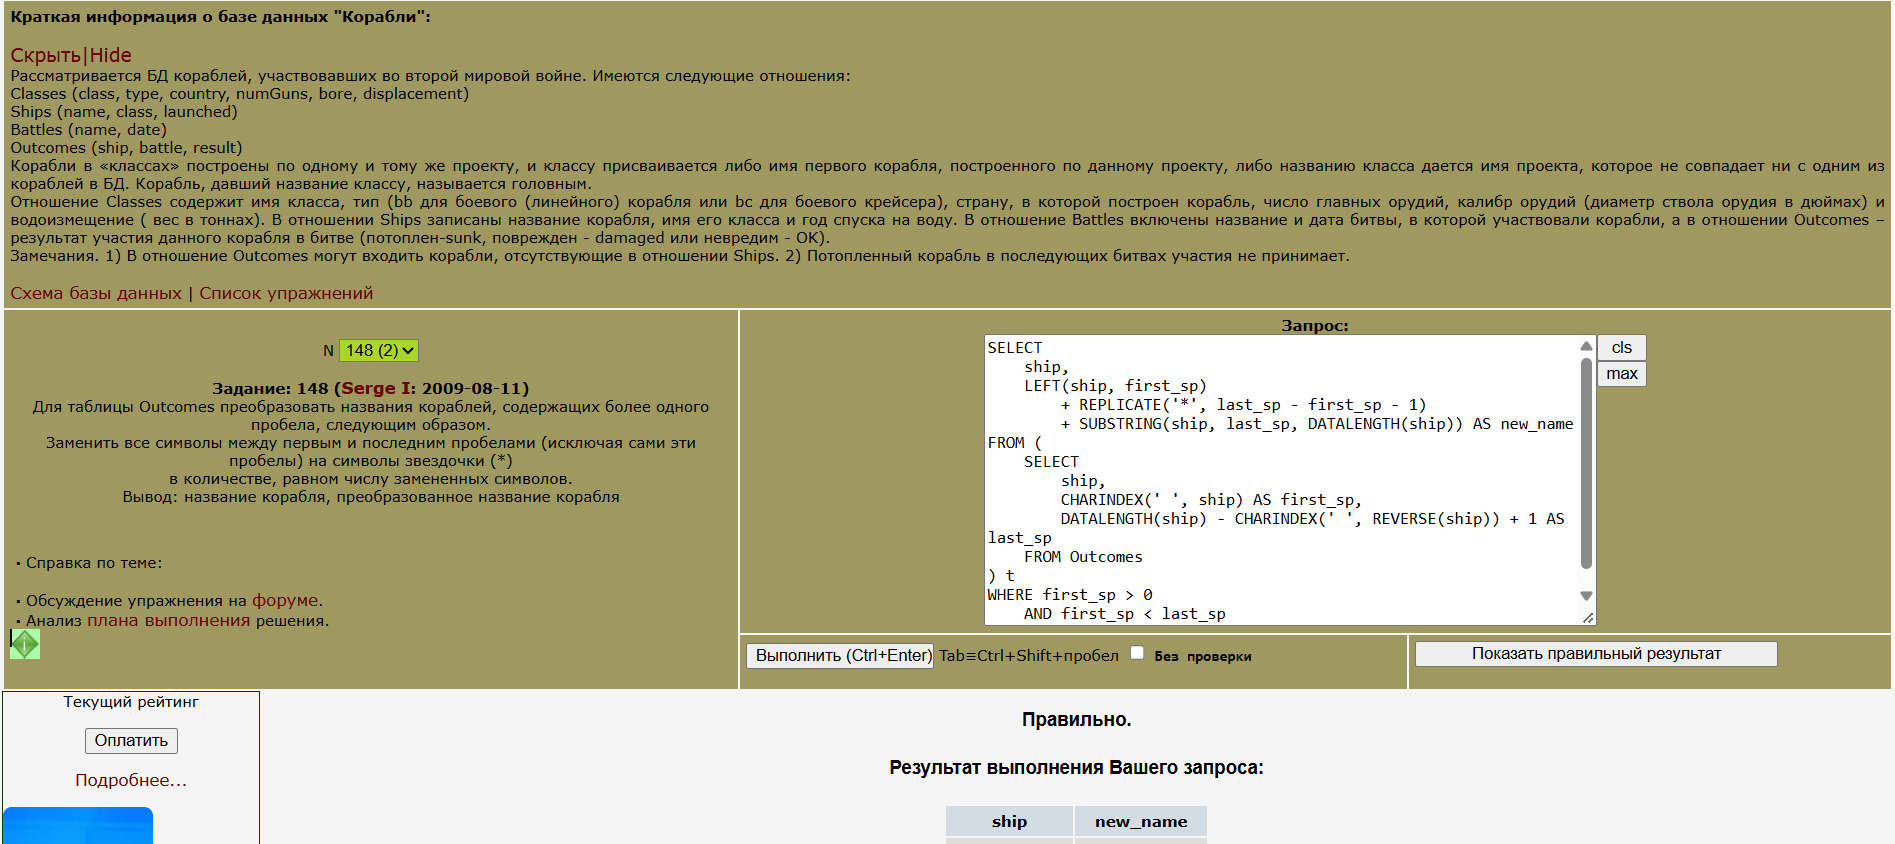 Краткая информация о базе данных "Корабли":
Скрыть|Hide
Рассматривается БД кораблей, участвовавших во второй мировой войне. Имеются следующие отношения:
Classes (class, type, country, numGuns, bore, displacement)
Ships (name, class, launched)
Battles (name, date)
Outcomes (ship, battle, result)
Корабли в «классах» построены по одному и тому же проекту, и классу присваивается либо имя первого корабля, построенного по данному проекту, либо названию класса дается имя проекта, которое не совпадает ни с одним из
кораблей в БД. Корабль, давший название классу, называется головным.
Отношение Classes содержит имя класса, тип (bb для боевого (линейного) корабля или bc для боевого крейсера), страну, в которой построен корабль, число главных орудий, калибр орудий (диаметр ствола орудия в дюймах) и
водоизмещение ( вес в тоннах). В отношении Ships записаны название корабля, имя его класса и год спуска на воду. В отношение Battles включены название и дата битвы, в которой участвовали корабли, а в отношении Outcomes –
результат участия данного корабля в битве (потоплен-sunk, поврежден - damaged или невредим - OK).
Замечания. 1) В отношение Outcomes могут входить корабли, отсутствующие в отношении Ships. 2) Потопленный корабль в последующих битвах участия не принимает.
Схема базы данных | Список упражнений
N 148 (2)
Задание: 148 (Serge I: 2009-08-11)
Для таблицы Outcomes преобразовать названия кораблей, содержащих более одного
пробела, следующим образом.
Заменить все символы между первым и последним пробелами (исключая сами эти
пробелы) на символы звездочки (*)
в количестве, равном числу замененных символов.
Вывод: название корабля, преобразованное название корабля
· Справка по теме:
· Обсуждение упражнения на форуме.
· Анализ плана выполнения решения.
Запрос:
SELECT
    ship,
    LEFT(ship, first_sp)
        + REPLICATE('*', last_sp - first_sp - 1)
        + SUBSTRING(ship, last_sp, DATALENGTH(ship)) AS new_name
FROM (
    SELECT
        ship,
        CHARINDEX(' ', ship) AS first_sp,
        DATALENGTH(ship) - CHARINDEX(' ', REVERSE(ship)) + 1 AS
last_sp
    FROM Outcomes
) t
WHERE first_sp > 0
    AND first_sp < last_sp
cls
max
Выполнить (Ctrl+Enter) Tab≡Ctrl+Shift+пробел Без проверки
Показать правильный результат
Текущий рейтинг
Оплатить
Подробнее...
Правильно.
Результат выполнения Вашего запроса:
ship new_name